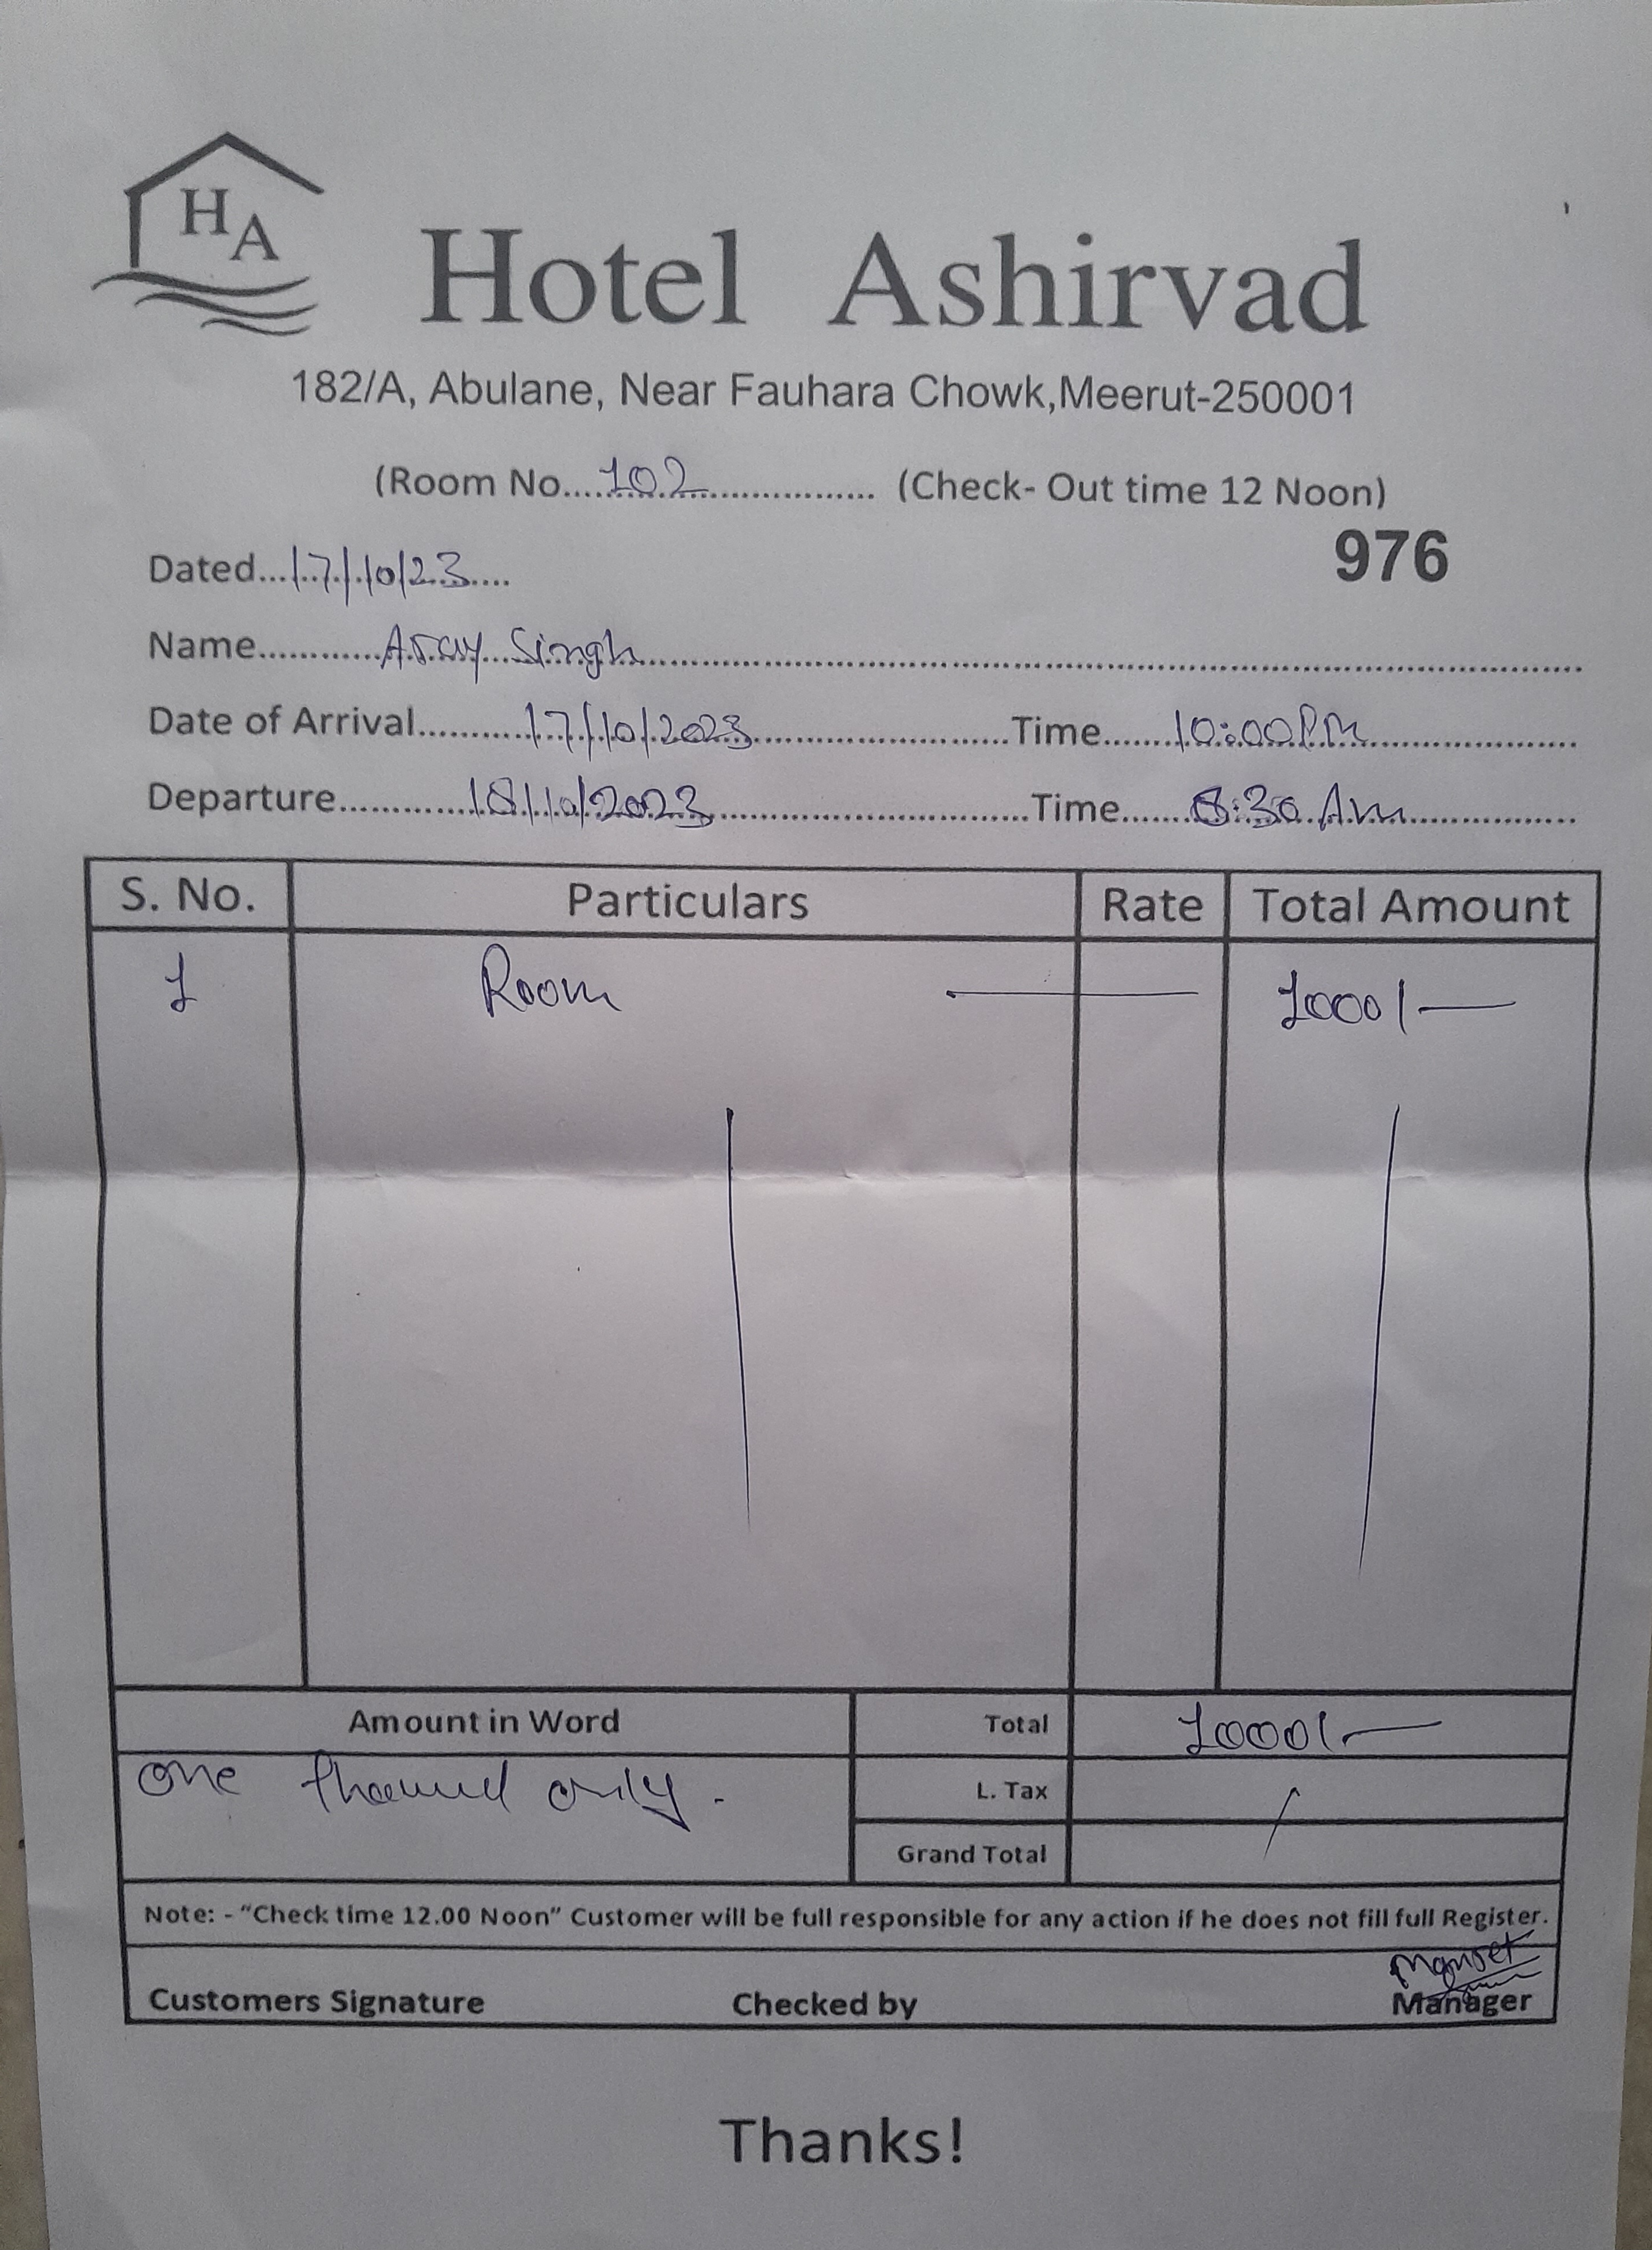 HA
Hotel Ashirvad
182/A, Abulane, Near Fauhara Chowk,Meerut-250001
(Room No....102................. (Check- Out time 12 Noon)
976
Dated...17/10/23....
Name............ Singh................
Date of Arrival.........17/10/2023......................Time......10:00PM................
Departure...........18/10/2023......................Time.....8:30 Am.............
S. No. Particulars Rate Total Amount
1 Room — 1000/—
Amount in Word Total 1000/—
one thousand only. L. Tax
Grand Total
Note: - “Check time 12.00 Noon” Customer will be full responsible for any action if he does not fill full Register.
Customers Signature Checked by Manager
Thanks!